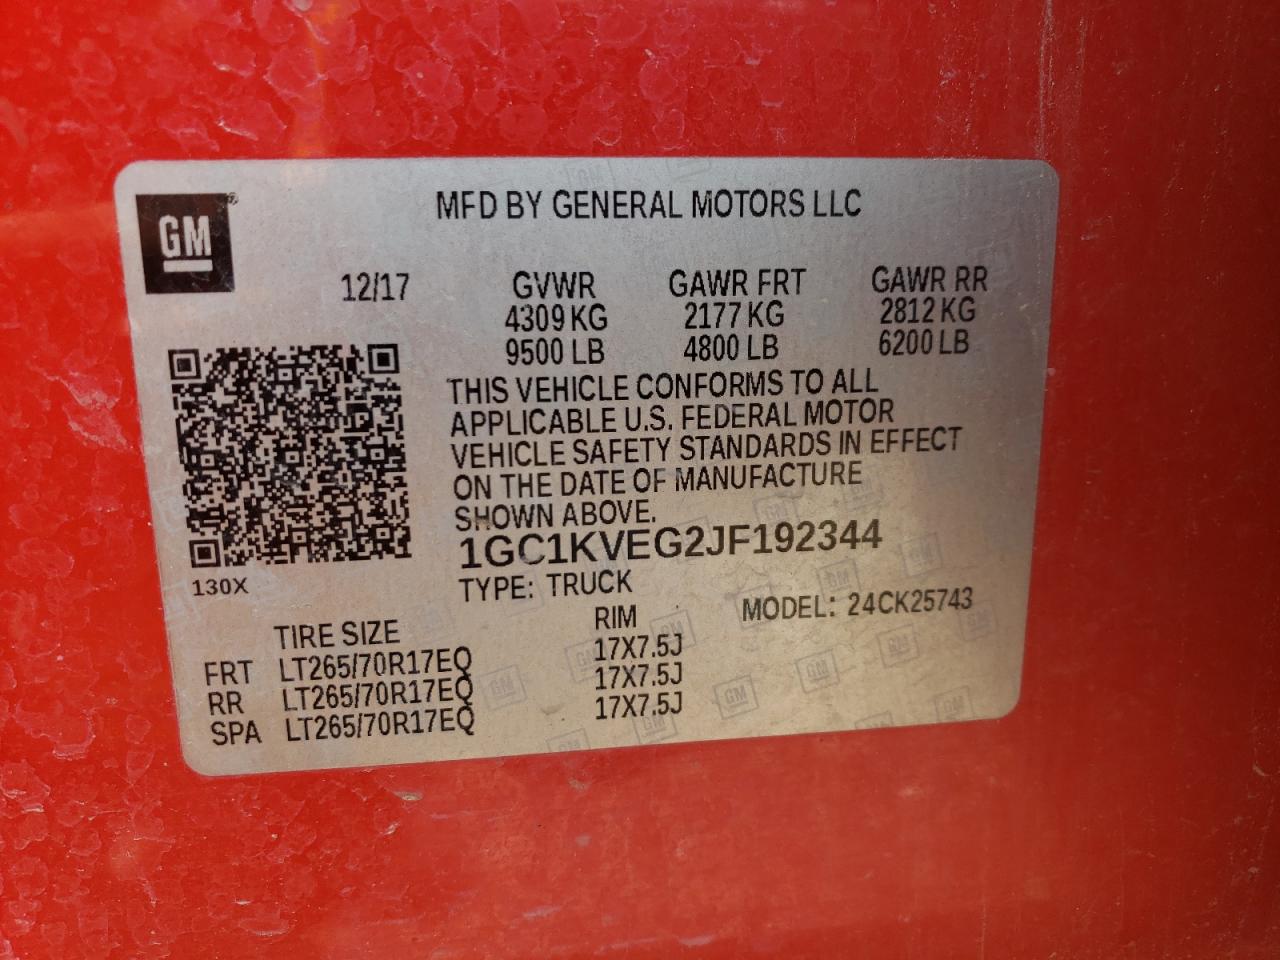 GM
MFD BY GENERAL MOTORS LLC
12/17 GVWR GAWR FRT GAWR RR
4309 KG 2177 KG 2812 KG
9500 LB 4800 LB 6200 LB
THIS VEHICLE CONFORMS TO ALL
APPLICABLE U.S. FEDERAL MOTOR
VEHICLE SAFETY STANDARDS IN EFFECT
ON THE DATE OF MANUFACTURE
SHOWN ABOVE.
1GC1KVEG2JF192344
130X
TYPE: TRUCK
MODEL: 24CK25743
TIRE SIZE RIM
FRT LT265/70R17EQ 17X7.5J
RR LT265/70R17EQ 17X7.5J
SPA LT265/70R17EQ 17X7.5J